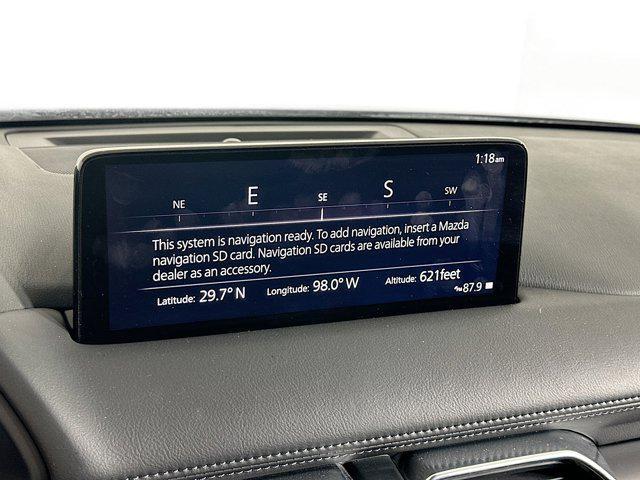 1:18am
NE E SE S SW
This system is navigation ready. To add navigation, insert a Mazda
navigation SD card. Navigation SD cards are available from your
dealer as an accessory.
Latitude: 29.7° N Longitude: 98.0° W Altitude: 621feet
87.9